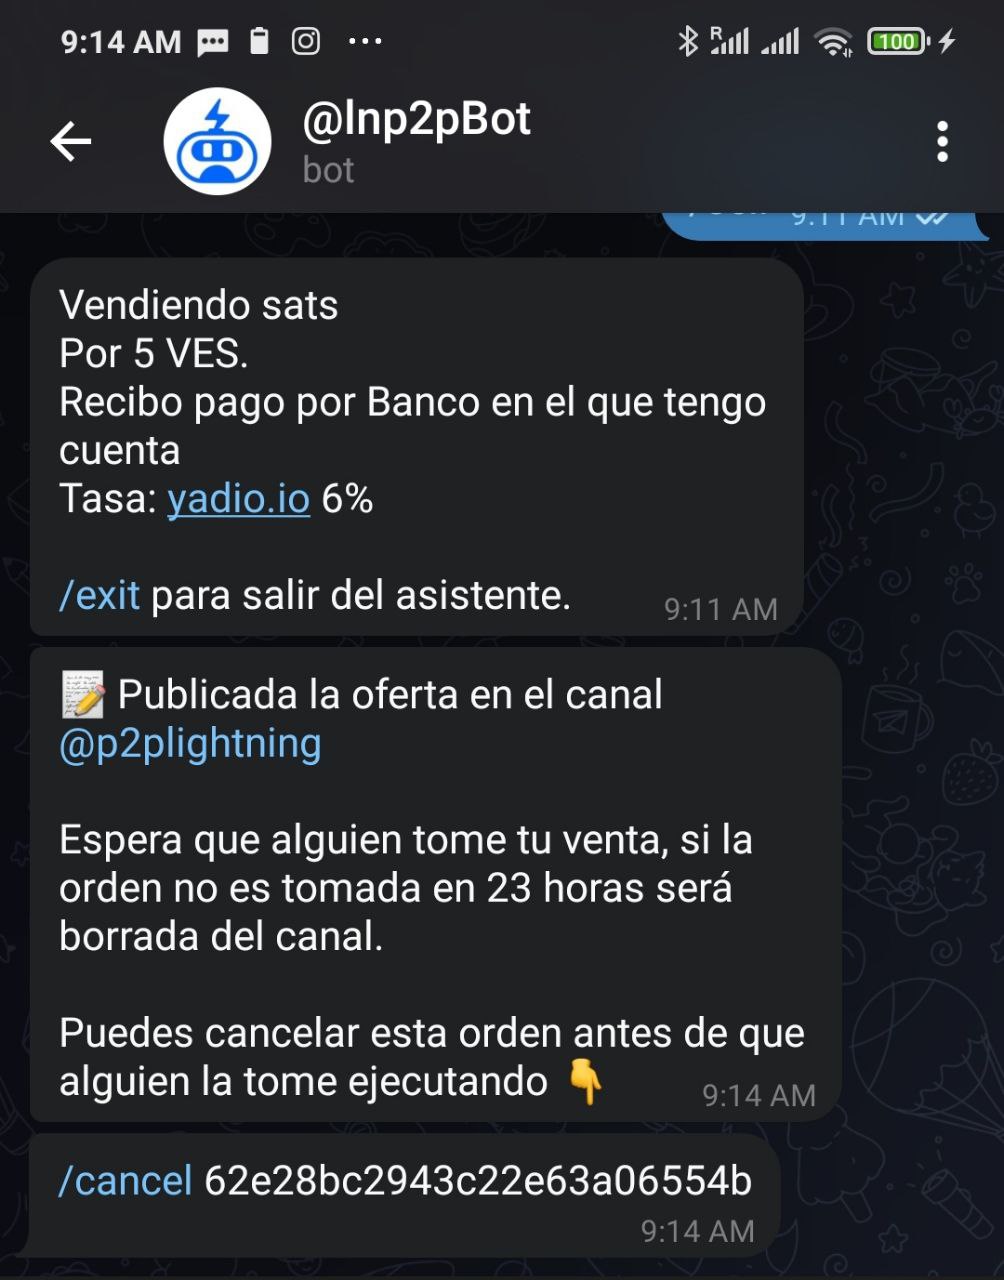 9:14 AM
R
100
@lnp2pBot
bot
9:11 AM
Vendiendo sats
Por 5 VES.
Recibo pago por Banco en el que tengo
cuenta
Tasa: yadio.io 6%
/exit para salir del asistente.
9:11 AM
Publicada la oferta en el canal
@p2plightning
Espera que alguien tome tu venta, si la
orden no es tomada en 23 horas será
borrada del canal.
Puedes cancelar esta orden antes de que
alguien la tome ejecutando 👇
9:14 AM
/cancel 62e28bc2943c22e63a06554b
9:14 AM